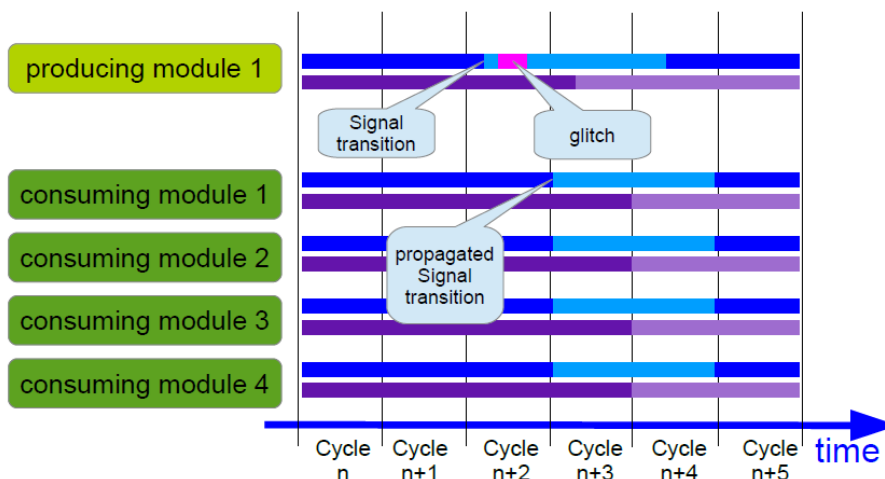 producing module 1
Signal
transition
glitch
consuming module 1
consuming module 2
propagated
Signal
transition
consuming module 3
consuming module 4
time
Cycle
n
Cycle
n+1
Cycle
n+2
Cycle
n+3
Cycle
n+4
Cycle
n+5